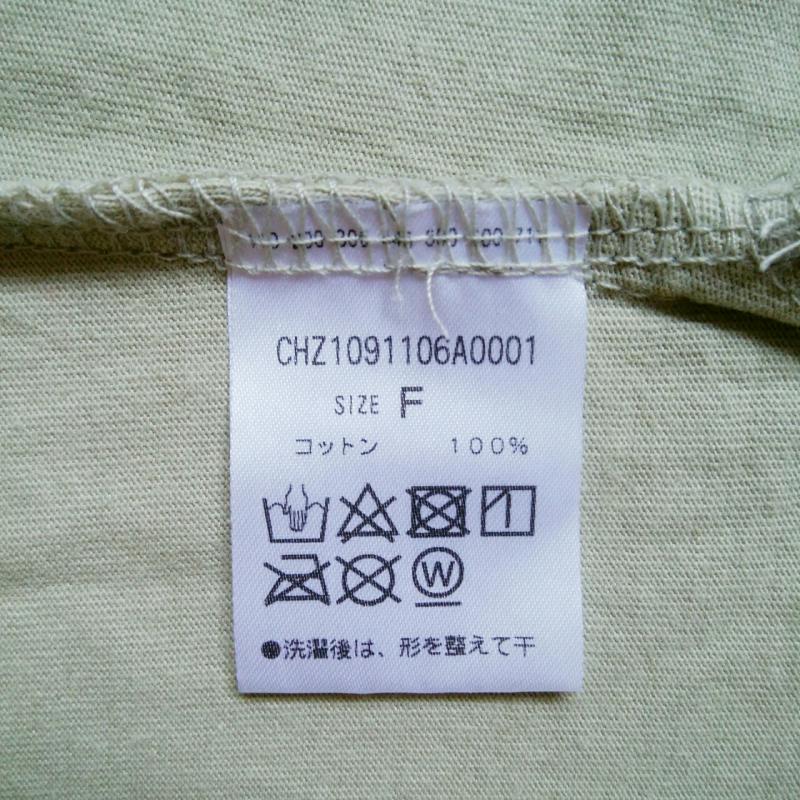 CHZ1091106A0001
SIZE F
コットン 100%
W
●洗濯後は、形を整えて干